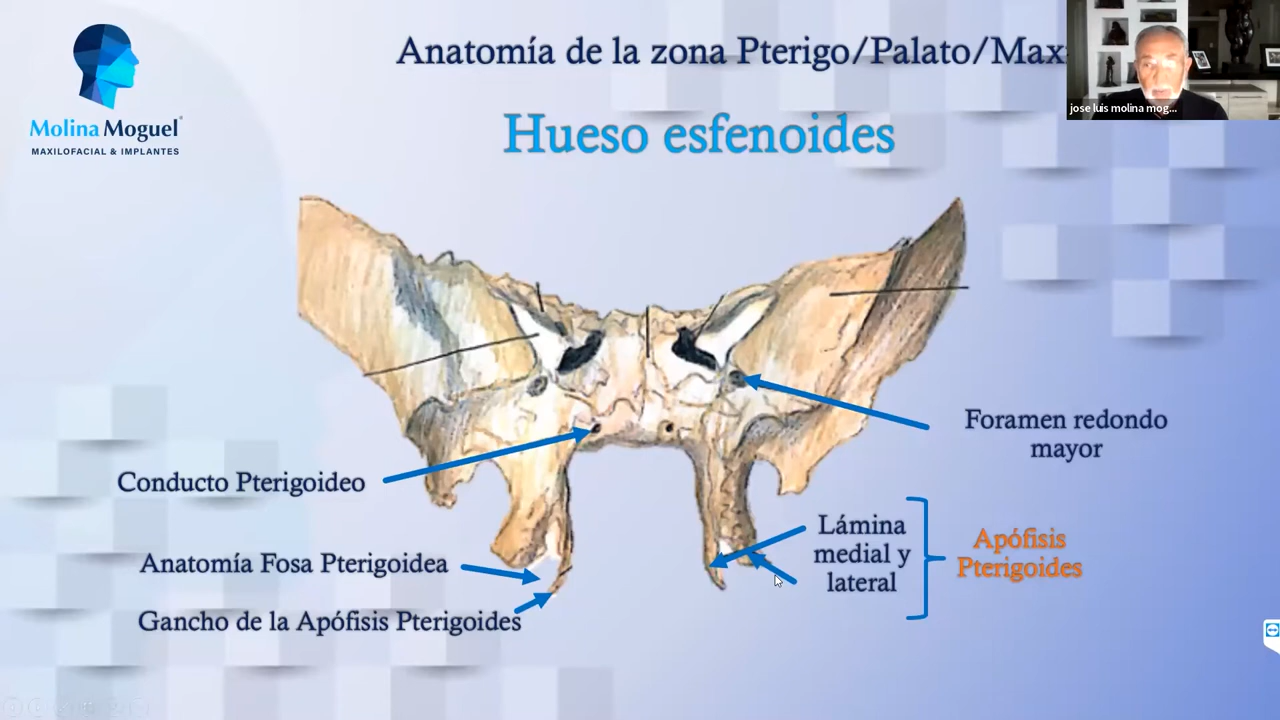 Anatomía de la zona Pterigo/Palato/Max
Molina Moguel
MAXILOFACIAL & IMPLANTES
jose luis molina mog...
Hueso esfenoides
Foramen redondo
mayor
Conducto Pterigoideo
Lámina
medial y
lateral
Apófisis
Pterigoides
Anatomía Fosa Pterigoidea
Gancho de la Apófisis Pterigoides